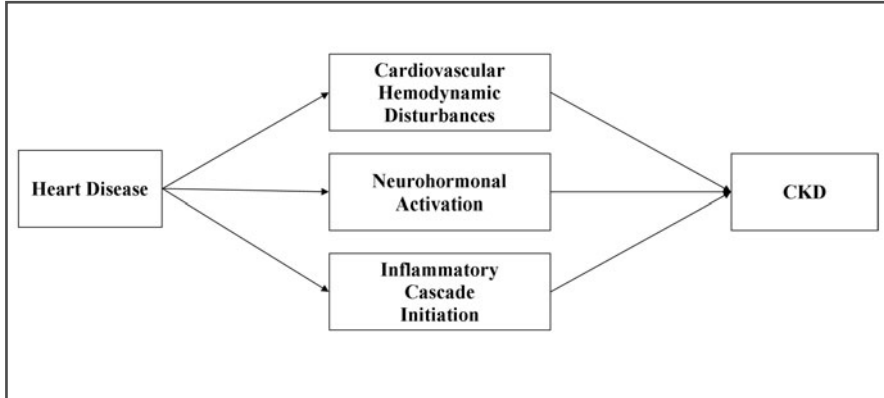 Heart Disease
Cardiovascular
Hemodynamic
Disturbances
Neurohormonal
Activation
Inflammatory
Cascade
Initiation
CKD